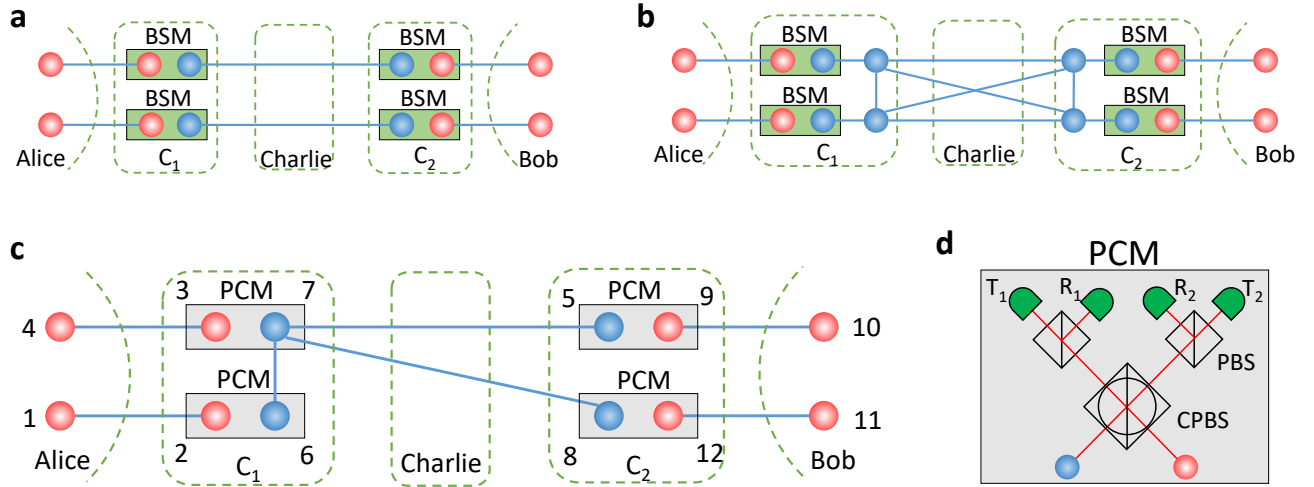 a
BSM BSM
BSM BSM
Alice C1 Charlie C2 Bob
b
BSM BSM
BSM BSM
Alice C1 Charlie C2 Bob
c
3 PCM 7 5 PCM 9
4 10
PCM PCM
1 11
2 6 8 12
Alice C1 Charlie C2 Bob
d
PCM
T1 R1 R2 T2
PBS
CPBS